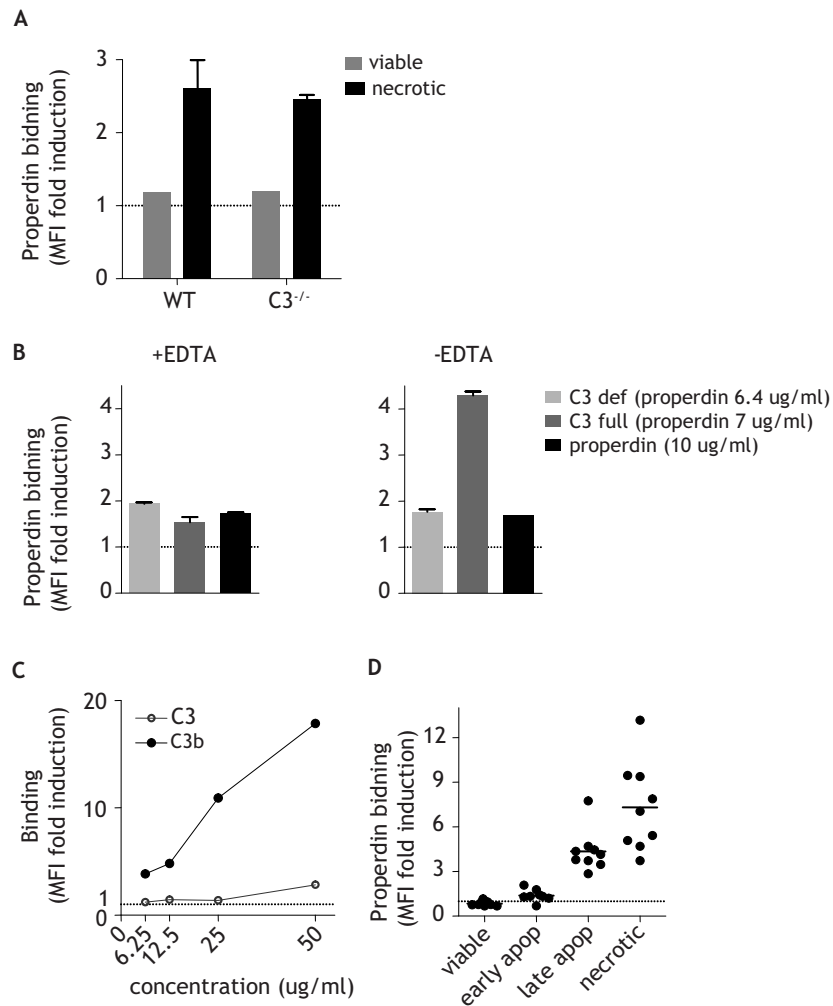 A
Properdin bidning
(MFI fold induction)
3
2
1
0
viable
necrotic
WT
C3-/-
B
+EDTA
-EDTA
Properdin bidning
(MFI fold induction)
4
3
2
1
0
4
3
2
1
0
C3 def (properdin 6.4 ug/ml)
C3 full (properdin 7 ug/ml)
properdin (10 ug/ml)
C
Binding
(MFI fold induction)
20
10
1
0
C3
C3b
0
6.25
12.5
25
50
concentration (ug/ml)
D
Properdin bidning
(MFI fold induction)
12
9
6
3
0
viable
early apop
late apop
necrotic